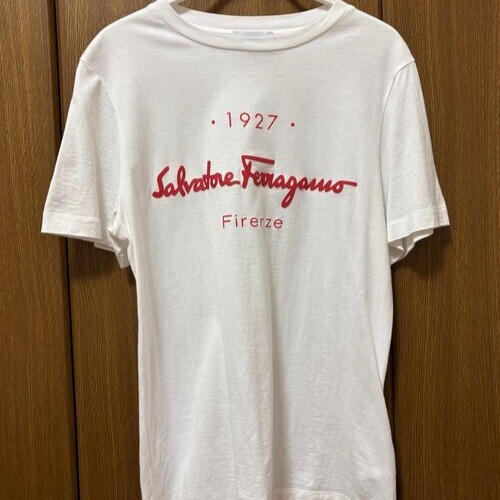 · 1927 ·
Salvatore Ferragamo
Firenze